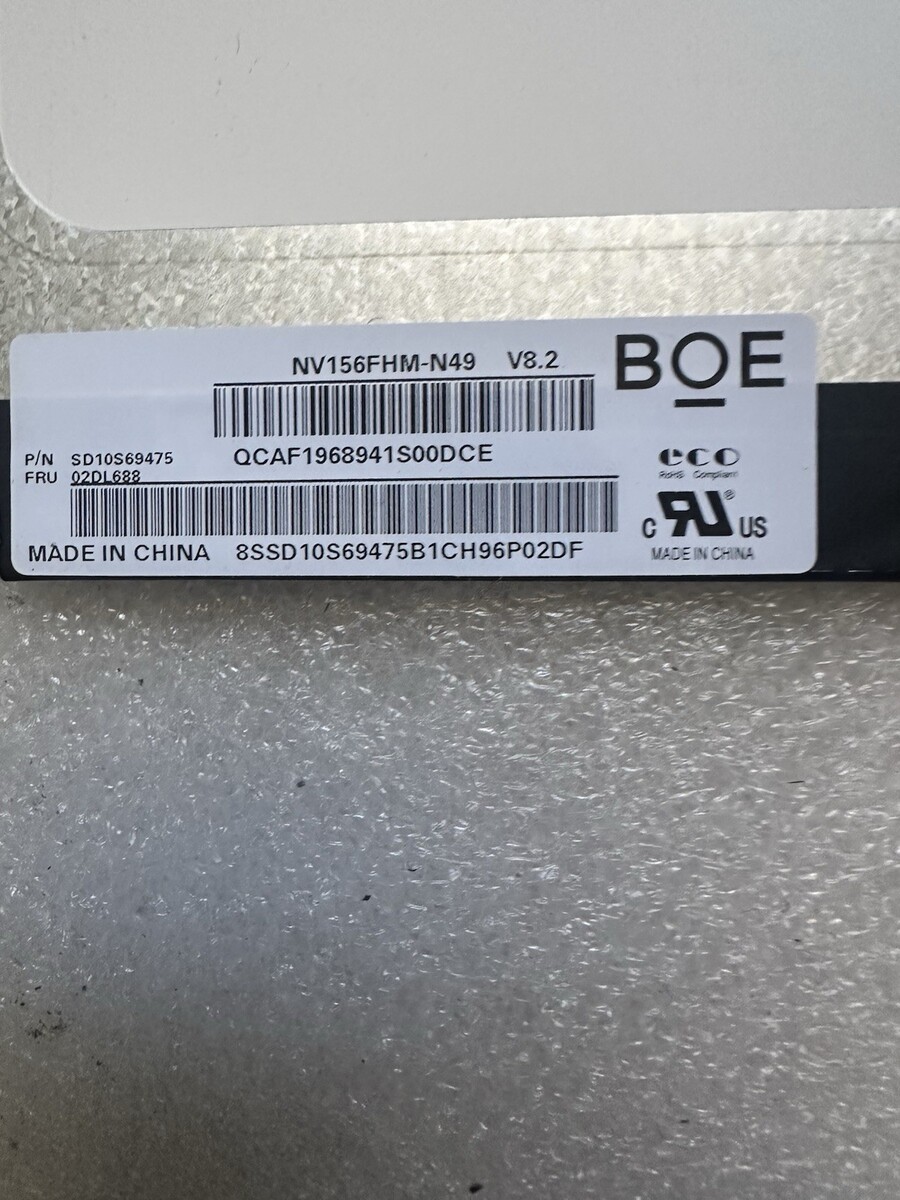 NV156FHM-N49 V8.2
BOE
P/N SD10S69475
QCAF1968941S00DCE
FRU 02DL688
eco
RoHS Compliant
C RU® US
MADE IN CHINA 8SSD10S69475B1CH96P02DF
MADE IN CHINA